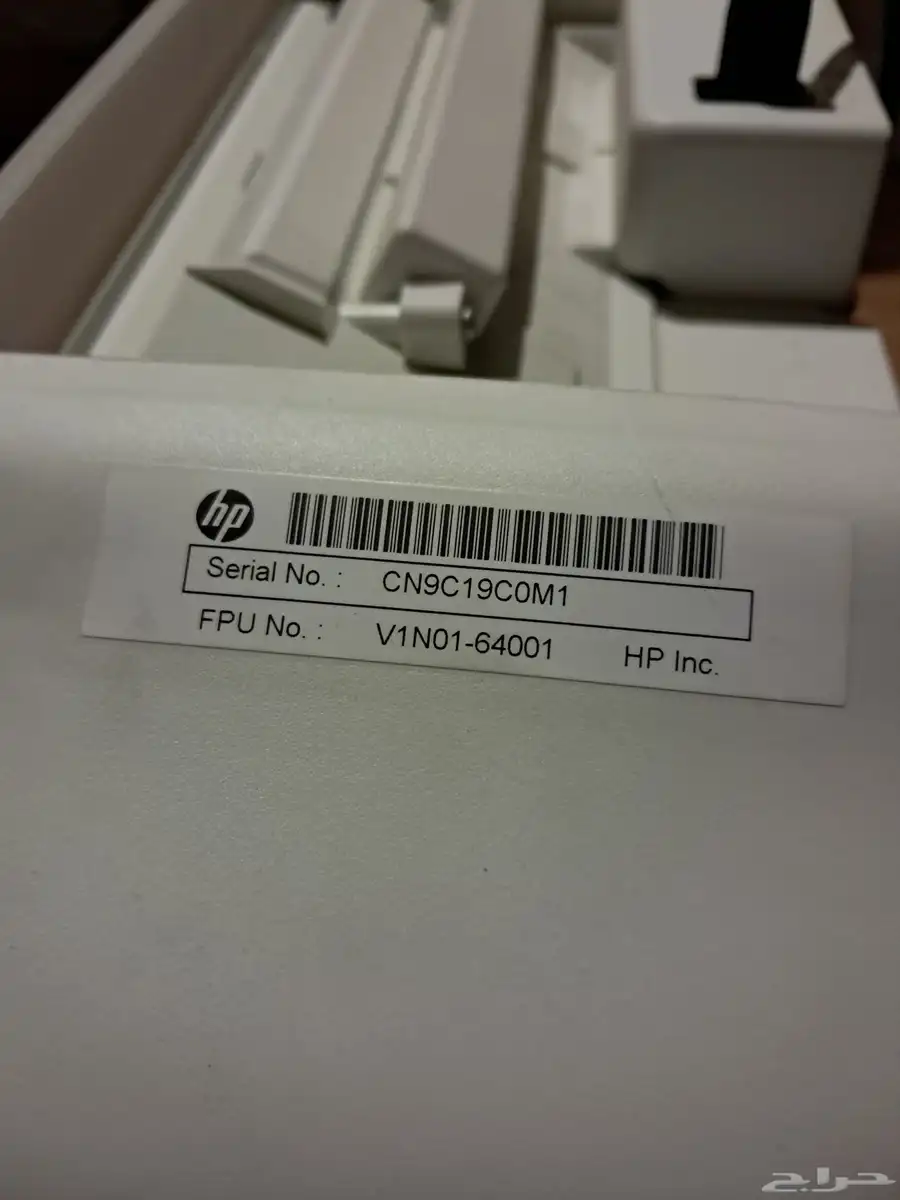 hp
Serial No. : CN9C19C0M1
FPU No. : V1N01-64001 HP Inc.
حراج